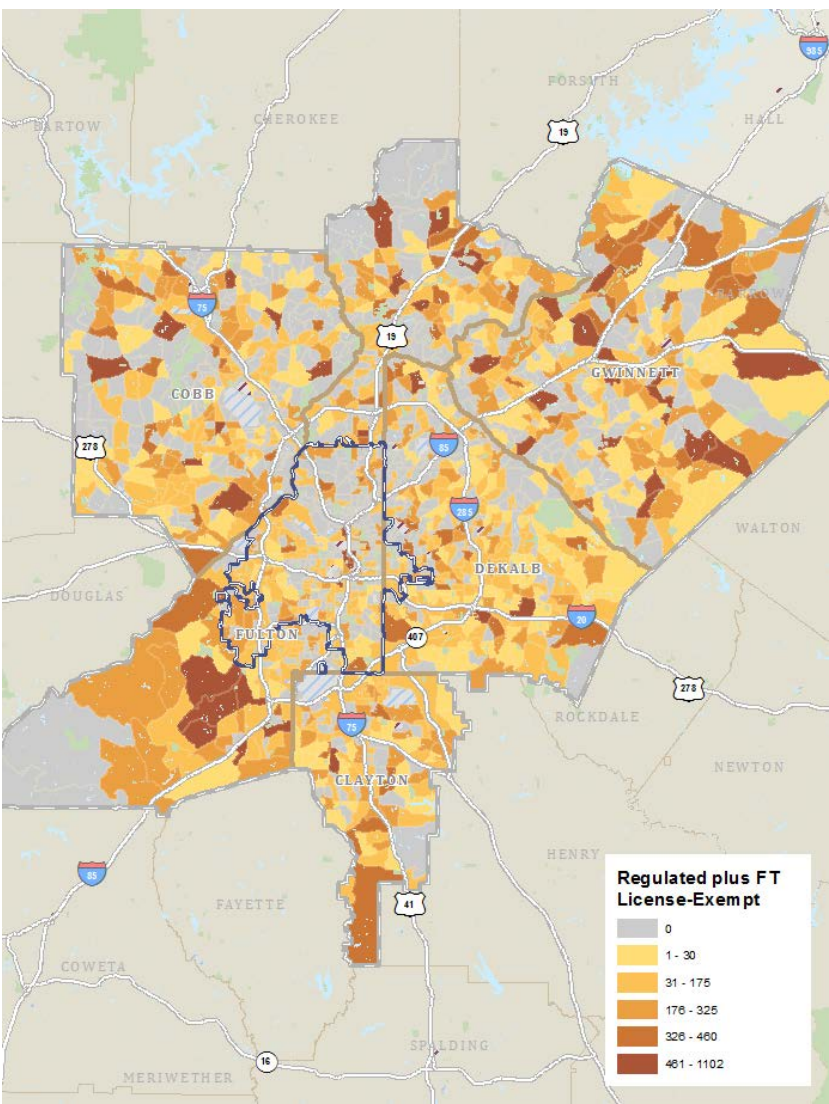 985
FORSYTH
19
HALL
CHEROKEE
BARTOW
75
19
BARROW
GWINNETT
COBB
278
85
285
WALTON
DEKALB
DOUGLAS
20
FULTON
407
278
ROCKDALE
75
NEWTON
CLAYTON
HENRY
85
41
FAYETTE
COWETA
SPALDING
16
MERIWETHER
Regulated plus FT
License-Exempt
0
1 - 30
31 - 175
176 - 325
326 - 460
461 - 1102